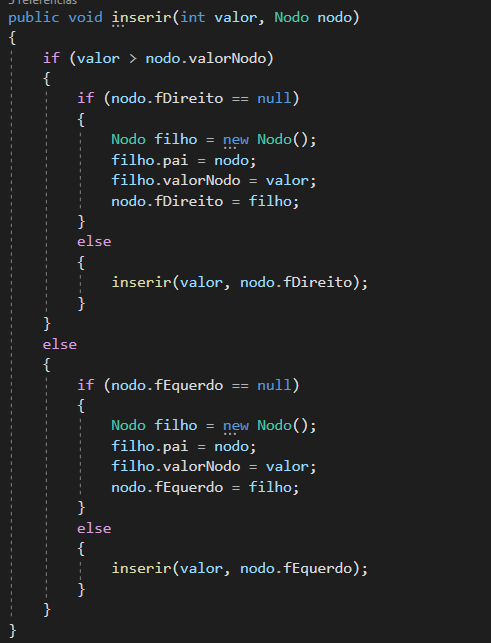 5 referências
public void inserir(int valor, Nodo nodo)
{
if (valor > nodo.valorNodo)
{
if (nodo.fDireito == null)
{
Nodo filho = new Nodo();
filho.pai = nodo;
filho.valorNodo = valor;
nodo.fDireito = filho;
}
else
{
inserir(valor, nodo.fDireito);
}
}
else
{
if (nodo.fEquerdo == null)
{
Nodo filho = new Nodo();
filho.pai = nodo;
filho.valorNodo = valor;
nodo.fEquerdo = filho;
}
else
{
inserir(valor, nodo.fEquerdo);
}
}
}